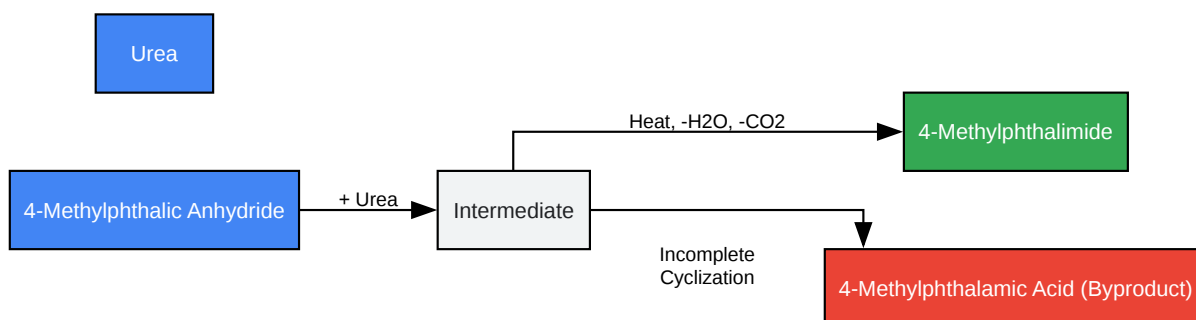 Urea
Heat, -H2O, -CO2
4-Methylphthalimide
4-Methylphthalic Anhydride
+ Urea
Intermediate
Incomplete
Cyclization
4-Methylphthalamic Acid (Byproduct)